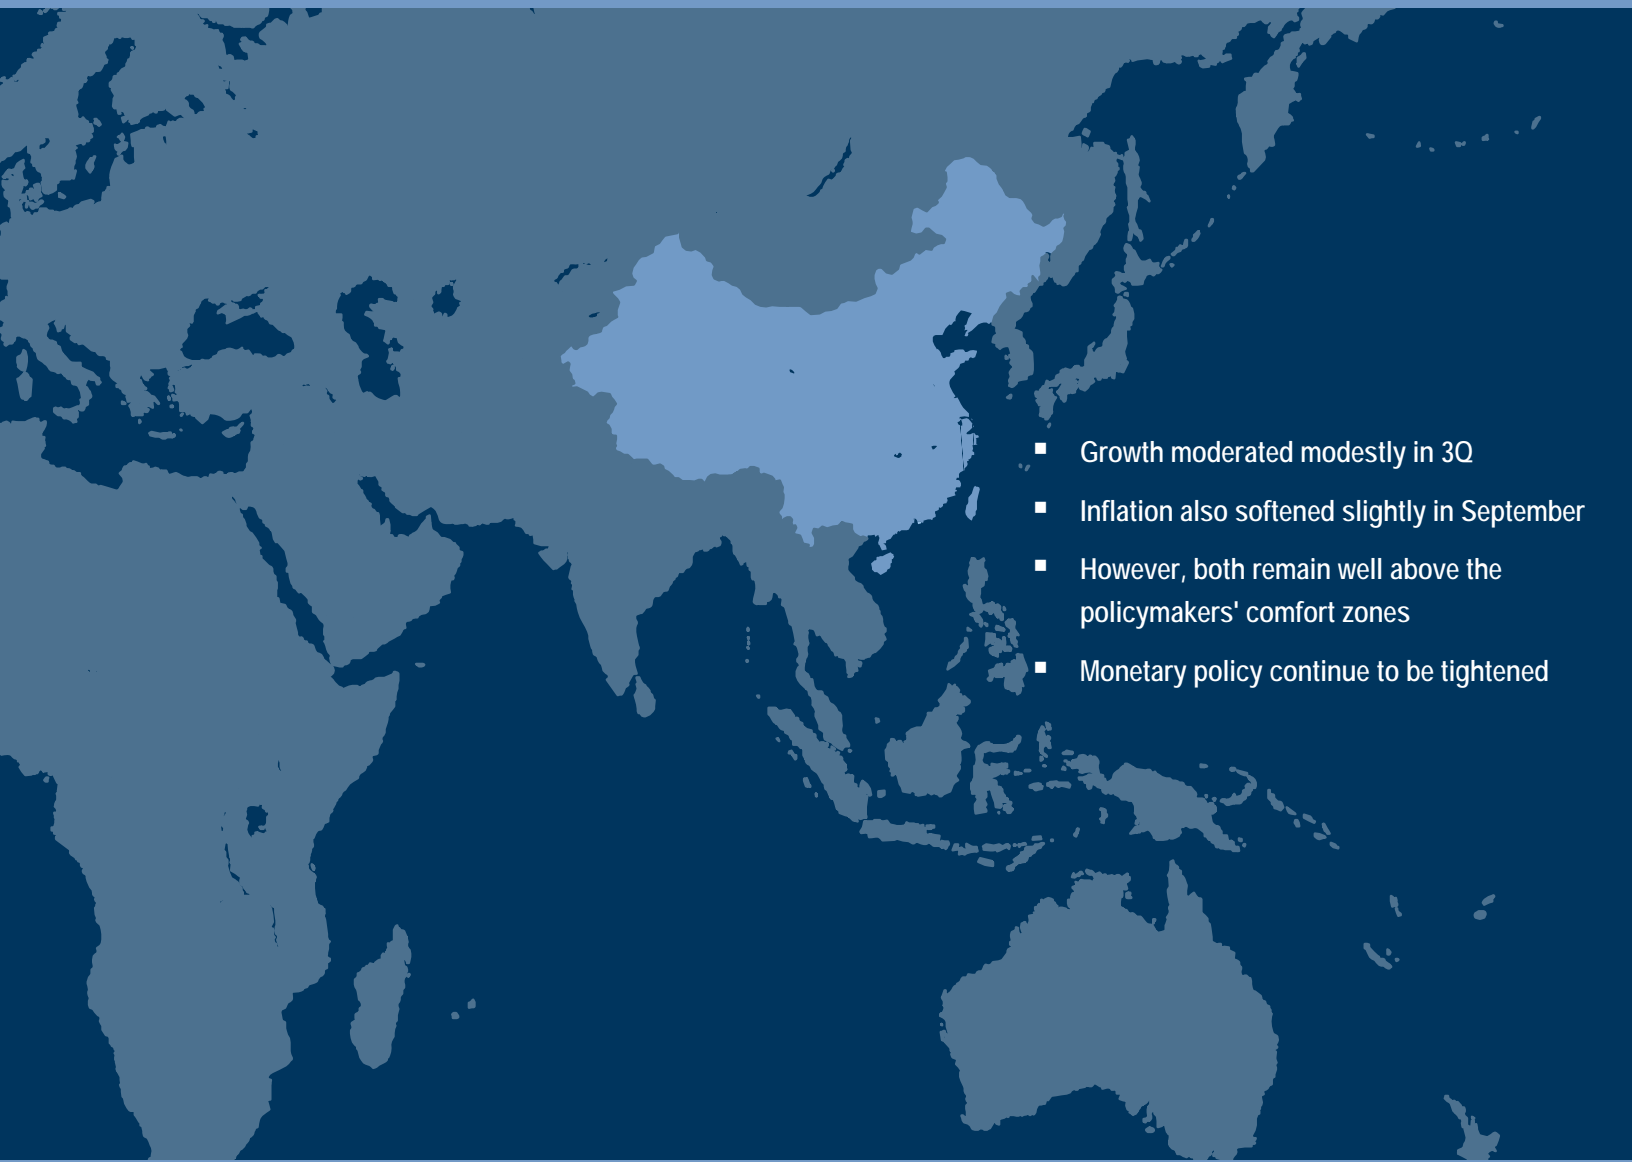 ▪ Growth moderated modestly in 3Q
▪ Inflation also softened slightly in September
▪ However, both remain well above the
policymakers' comfort zones
▪ Monetary policy continue to be tightened